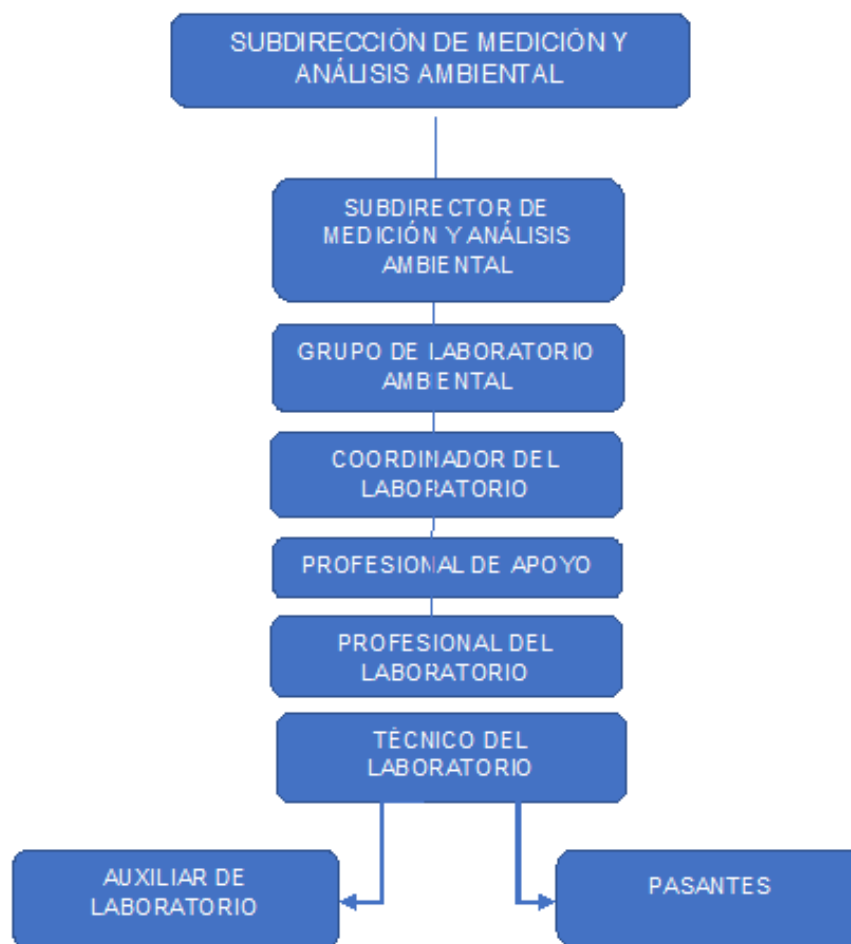 SUBDIRECCIÓN DE MEDICIÓN Y
ANÁLISIS AMBIENTAL
SUBDIRECTOR DE
MEDICIÓN Y ANÁLISIS
AMBIENTAL
GRUPO DE LABORATORIO
AMBIENTAL
COORDINADOR DEL
LABORATORIO
PROFESIONAL DE APOYO
PROFESIONAL DEL
LABORATORIO
TÉCNICO DEL
LABORATORIO
AUXILIAR DE
LABORATORIO
PASANTES